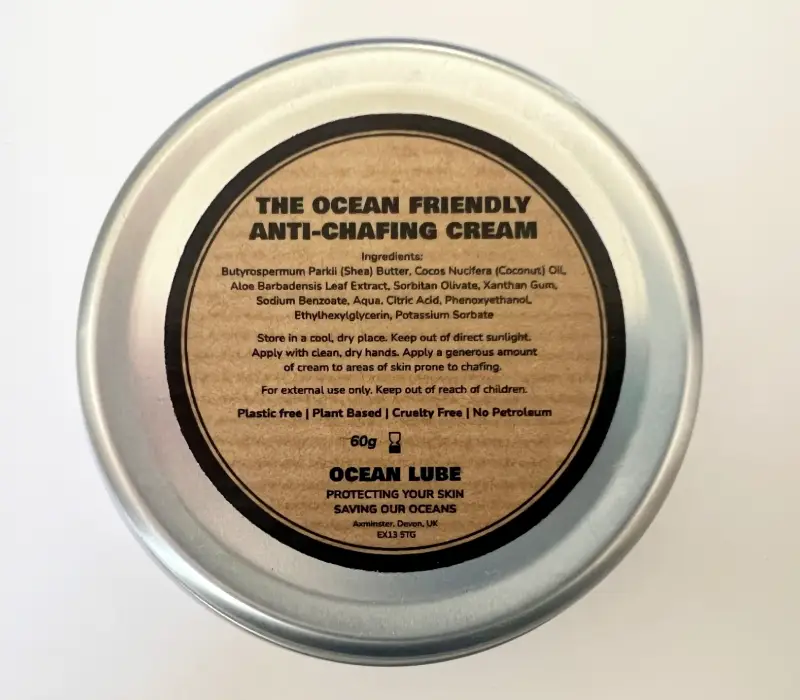 THE OCEAN FRIENDLY
ANTI-CHAFING CREAM
Ingredients:
Butyrospermum Parkii (Shea) Butter, Cocos Nucifera (Coconut) Oil,
Aloe Barbadensis Leaf Extract, Sorbitan Olivate, Xanthan Gum,
Sodium Benzoate, Aqua, Citric Acid, Phenoxyethanol,
Ethylhexylglycerin, Potassium Sorbate
Store in a cool, dry place. Keep out of direct sunlight.
Apply with clean, dry hands. Apply a generous amount
of cream to areas of skin prone to chafing.
For external use only. Keep out of reach of children.
Plastic free | Plant Based | Cruelty Free | No Petroleum
60g
OCEAN LUBE
PROTECTING YOUR SKIN
SAVING OUR OCEANS
Axminster, Devon, UK
EX13 5TG